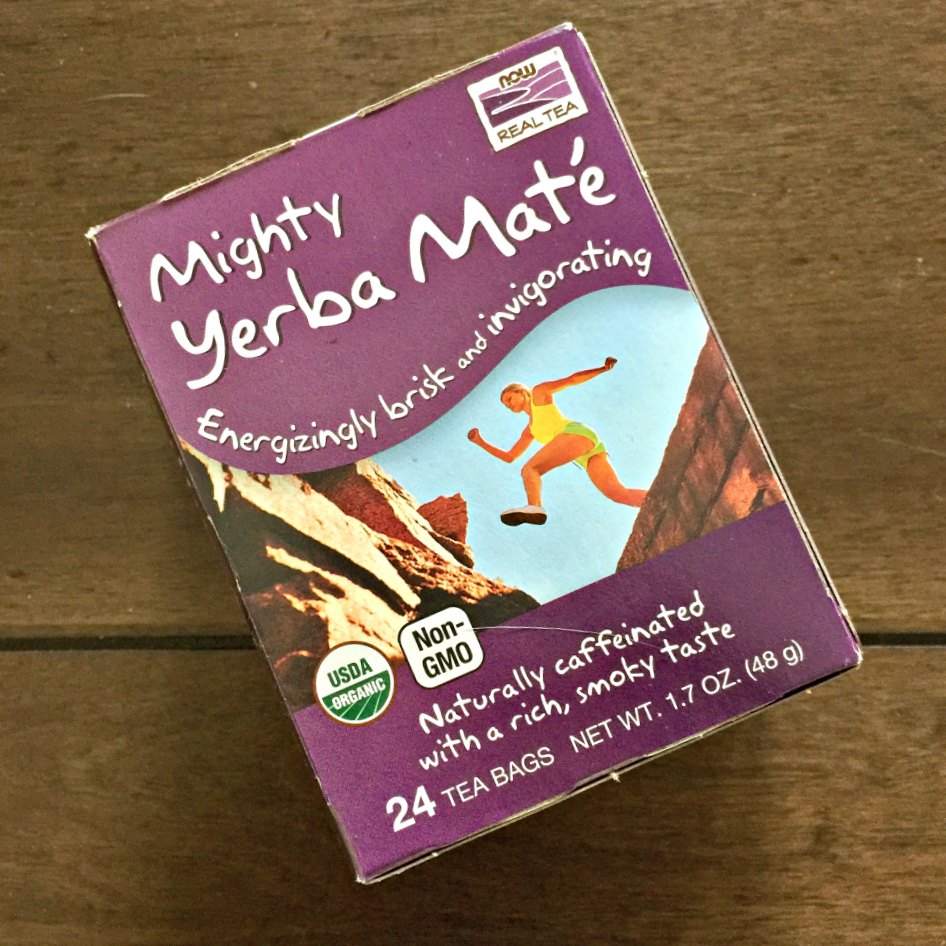 now
REAL TEA
Mighty
Yerba Maté
Energizingly brisk and invigorating
USDA
ORGANIC
Non-
GMO
Naturally caffeinated
with a rich, smoky taste
24 TEA BAGS NET WT. 1.7 OZ. (48 g)